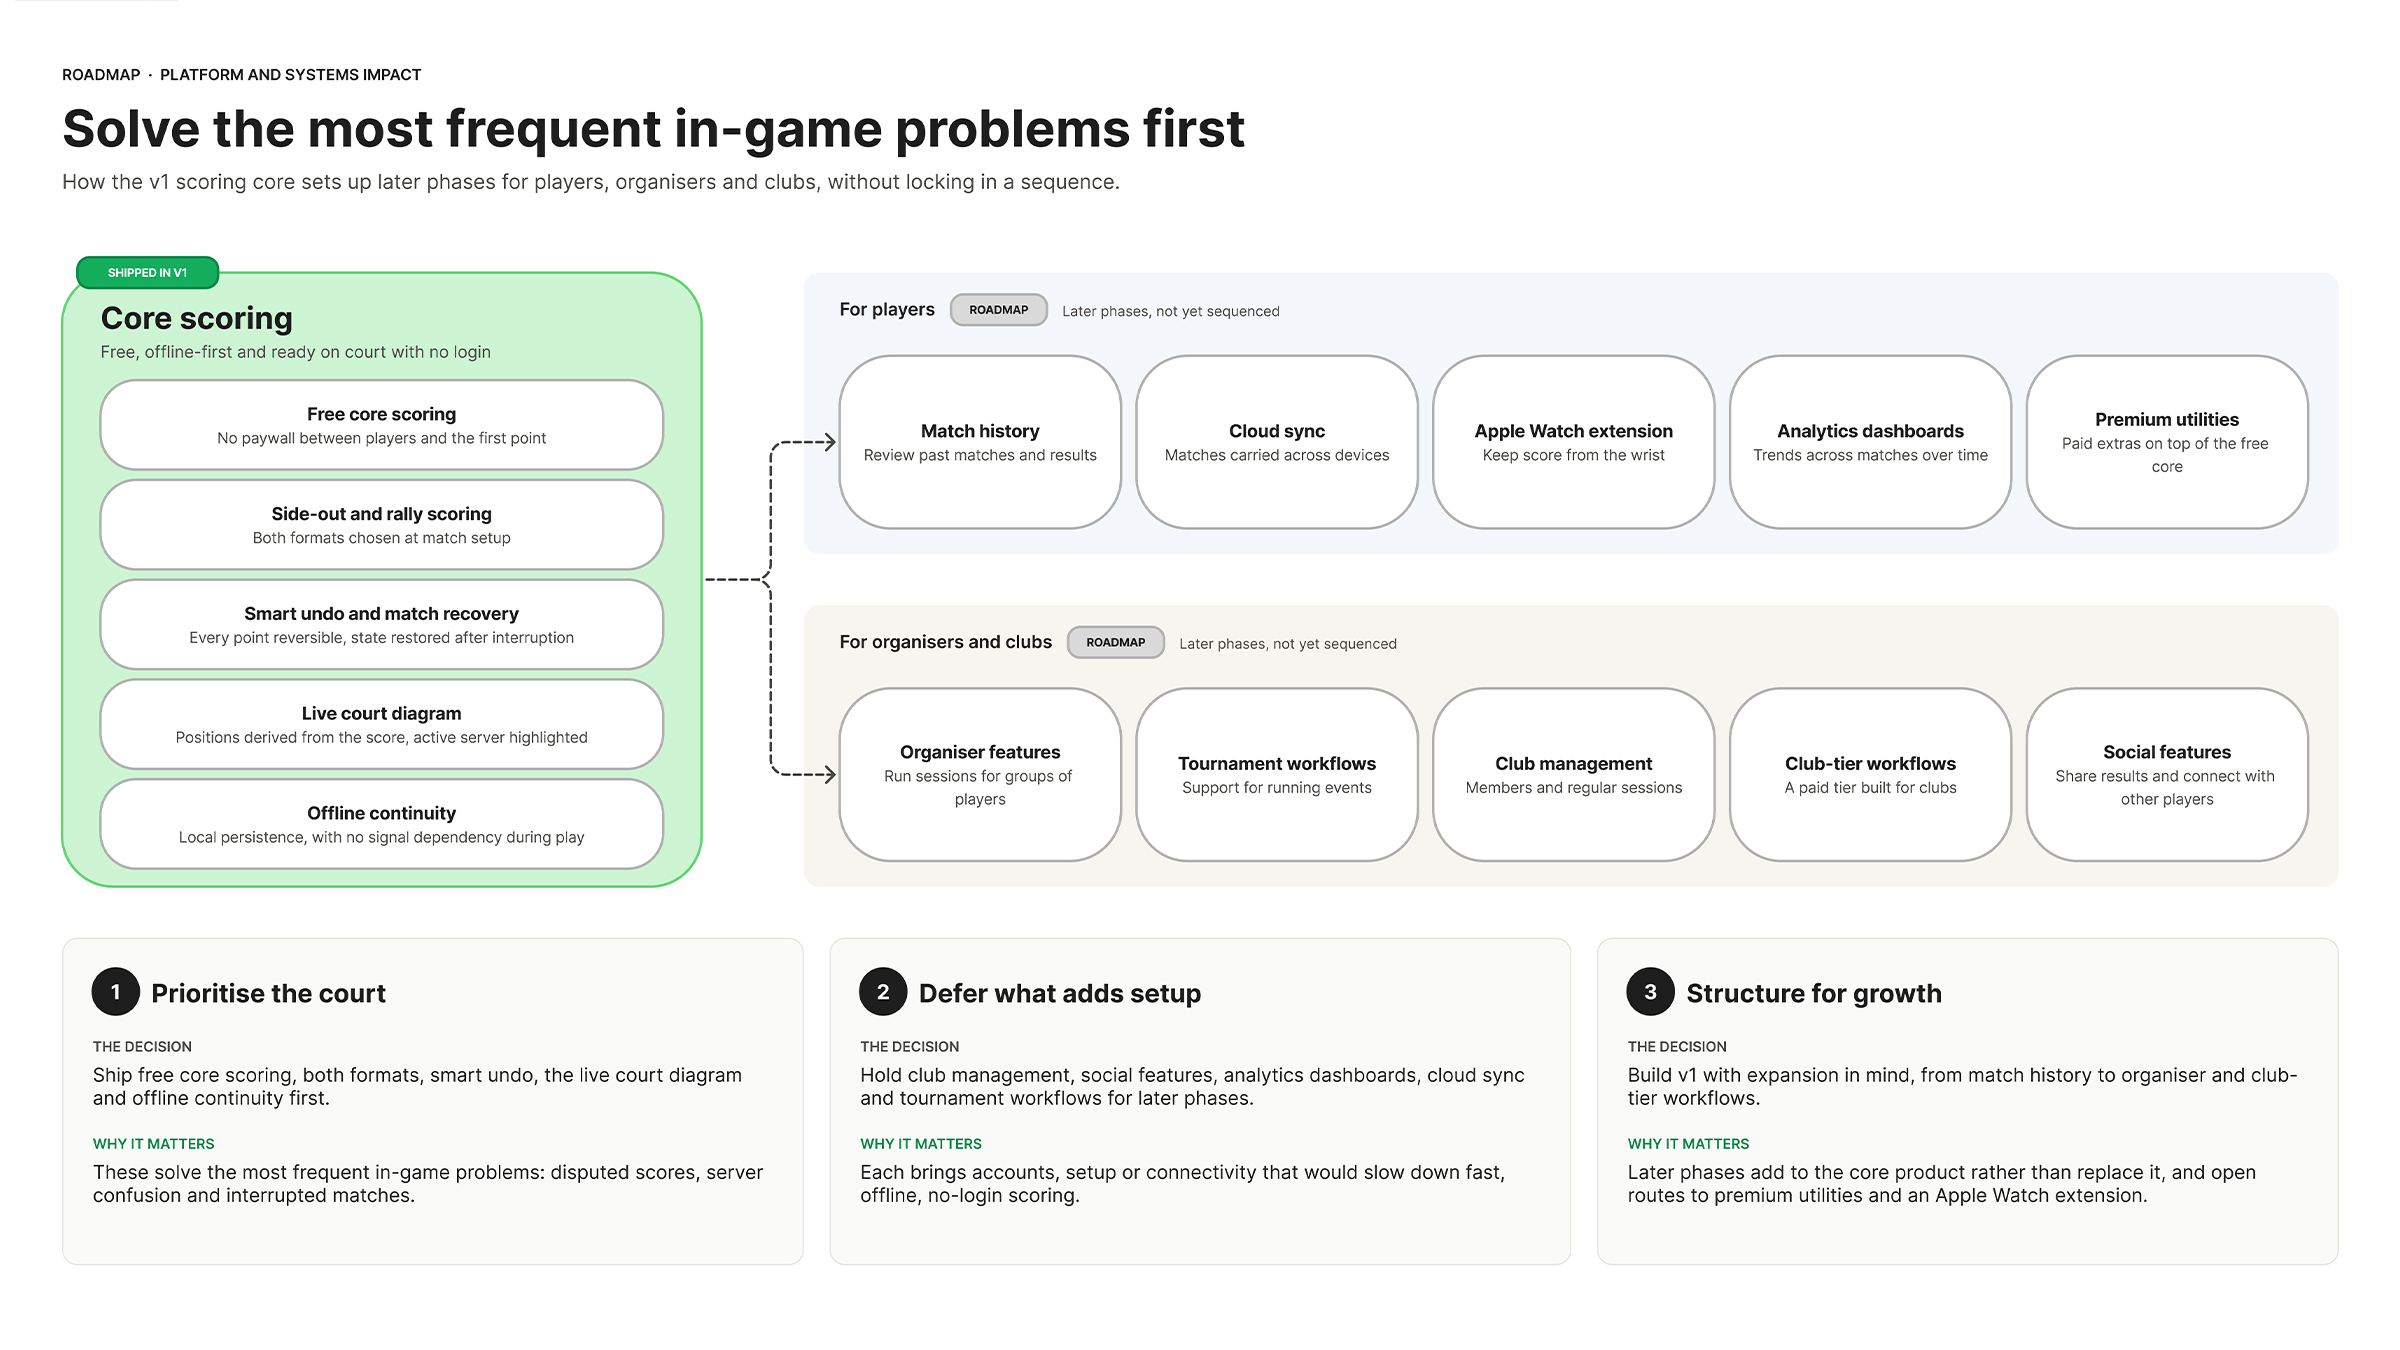 ROADMAP · PLATFORM AND SYSTEMS IMPACT
Solve the most frequent in-game problems first
How the v1 scoring core sets up later phases for players, organisers and clubs, without locking in a sequence.
SHIPPED IN V1
Core scoring
Free, offline-first and ready on court with no login
Free core scoring
No paywall between players and the first point
Side-out and rally scoring
Both formats chosen at match setup
Smart undo and match recovery
Every point reversible, state restored after interruption
Live court diagram
Positions derived from the score, active server highlighted
Offline continuity
Local persistence, with no signal dependency during play
For players
ROADMAP
Later phases, not yet sequenced
Match history
Review past matches and results
Cloud sync
Matches carried across devices
Apple Watch extension
Keep score from the wrist
Analytics dashboards
Trends across matches over time
Premium utilities
Paid extras on top of the free
core
For organisers and clubs
ROADMAP
Later phases, not yet sequenced
Organiser features
Run sessions for groups of
players
Tournament workflows
Support for running events
Club management
Members and regular sessions
Club-tier workflows
A paid tier built for clubs
Social features
Share results and connect with
other players
1
Prioritise the court
THE DECISION
Ship free core scoring, both formats, smart undo, the live court diagram
and offline continuity first.
WHY IT MATTERS
These solve the most frequent in-game problems: disputed scores, server
confusion and interrupted matches.
2
Defer what adds setup
THE DECISION
Hold club management, social features, analytics dashboards, cloud sync
and tournament workflows for later phases.
WHY IT MATTERS
Each brings accounts, setup or connectivity that would slow down fast,
offline, no-login scoring.
3
Structure for growth
THE DECISION
Build v1 with expansion in mind, from match history to organiser and club-
tier workflows.
WHY IT MATTERS
Later phases add to the core product rather than replace it, and open
routes to premium utilities and an Apple Watch extension.